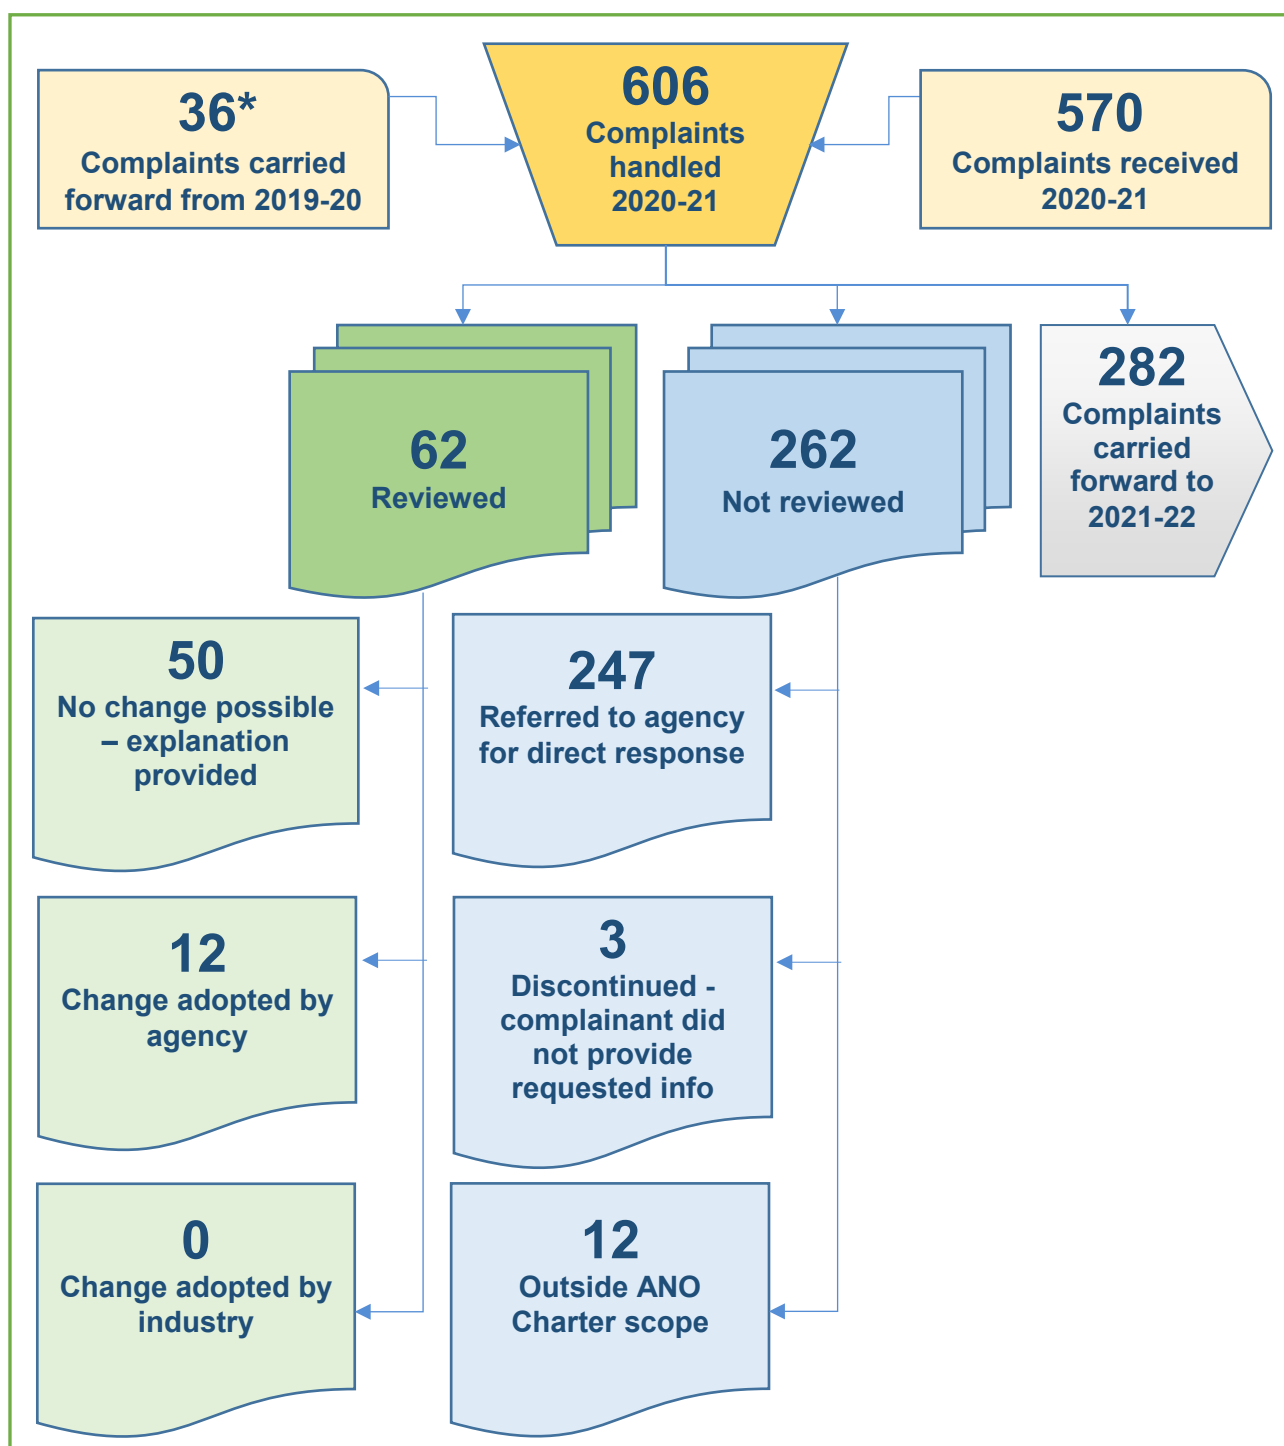 36*
Complaints carried
forward from 2019-20
606
Complaints
handled
2020-21
570
Complaints received
2020-21
62
Reviewed
262
Not reviewed
282
Complaints
carried
forward to
2021-22
50
No change possible
– explanation
provided
247
Referred to agency
for direct response
12
Change adopted by
agency
3
Discontinued -
complainant did
not provide
requested info
0
Change adopted by
industry
12
Outside ANO
Charter scope